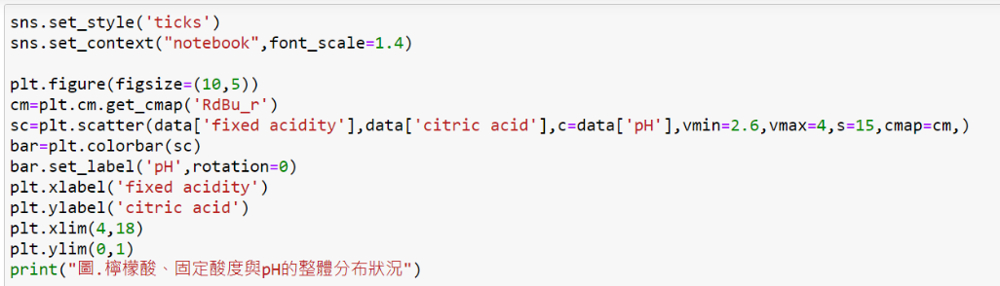 sns.set_style('ticks')
sns.set_context("notebook",font_scale=1.4)
plt.figure(figsize=(10,5))
cm=plt.cm.get_cmap('RdBu_r')
sc=plt.scatter(data['fixed acidity'],data['citric acid'],c=data['pH'],vmin=2.6,vmax=4,s=15,cmap=cm,)
bar=plt.colorbar(sc)
bar.set_label('pH',rotation=0)
plt.xlabel('fixed acidity')
plt.ylabel('citric acid')
plt.xlim(4,18)
plt.ylim(0,1)
print("圖.檸檬酸、固定酸度與pH的整體分布狀況")